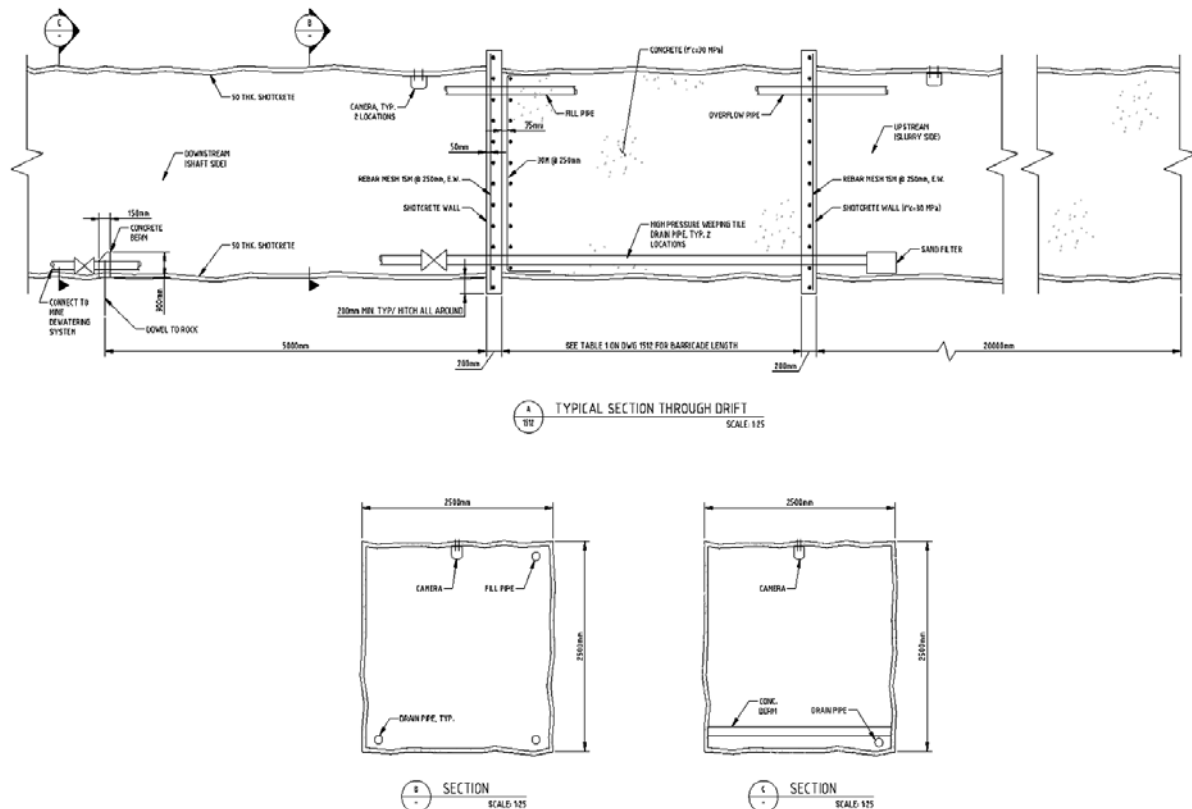 C
-
B
-
50 THK. SHOTCRETE
CAMERA, TYP.
2 LOCATIONS
CONCRETE (f'c=30 MPa)
FILL PIPE
75mm
50mm
30M @ 250mm
OVERFLOW PIPE
DOWNSTREAM
(SHAFT SIDE)
UPSTREAM
(SLURRY SIDE)
REBAR MESH 15M @ 250mm, E.W.
SHOTCRETE WALL
REBAR MESH 15M @ 250mm, E.W.
SHOTCRETE WALL (f'c=30 MPa)
150mm
CONCRETE
BERM
50 THK. SHOTCRETE
HIGH PRESSURE WEEPING TILE
DRAIN PIPE, TYP. 2
LOCATIONS
SAND FILTER
CONNECT TO
MINE
DEWATERING
SYSTEM
300mm
DOWEL TO ROCK
200mm MIN. TYP/ HITCH ALL AROUND
5000mm
200mm
SEE TABLE 1 ON DWG 1512 FOR BARRICADE LENGTH
200mm
20000mm
A
1512
TYPICAL SECTION THROUGH DRIFT
SCALE: 1:25
2500mm
CAMERA
FILL PIPE
2500mm
DRAIN PIPE, TYP.
B
-
SECTION
SCALE: 1:25
2500mm
CAMERA
2500mm
CONC.
BERM
DRAIN PIPE
C
-
SECTION
SCALE: 1:25